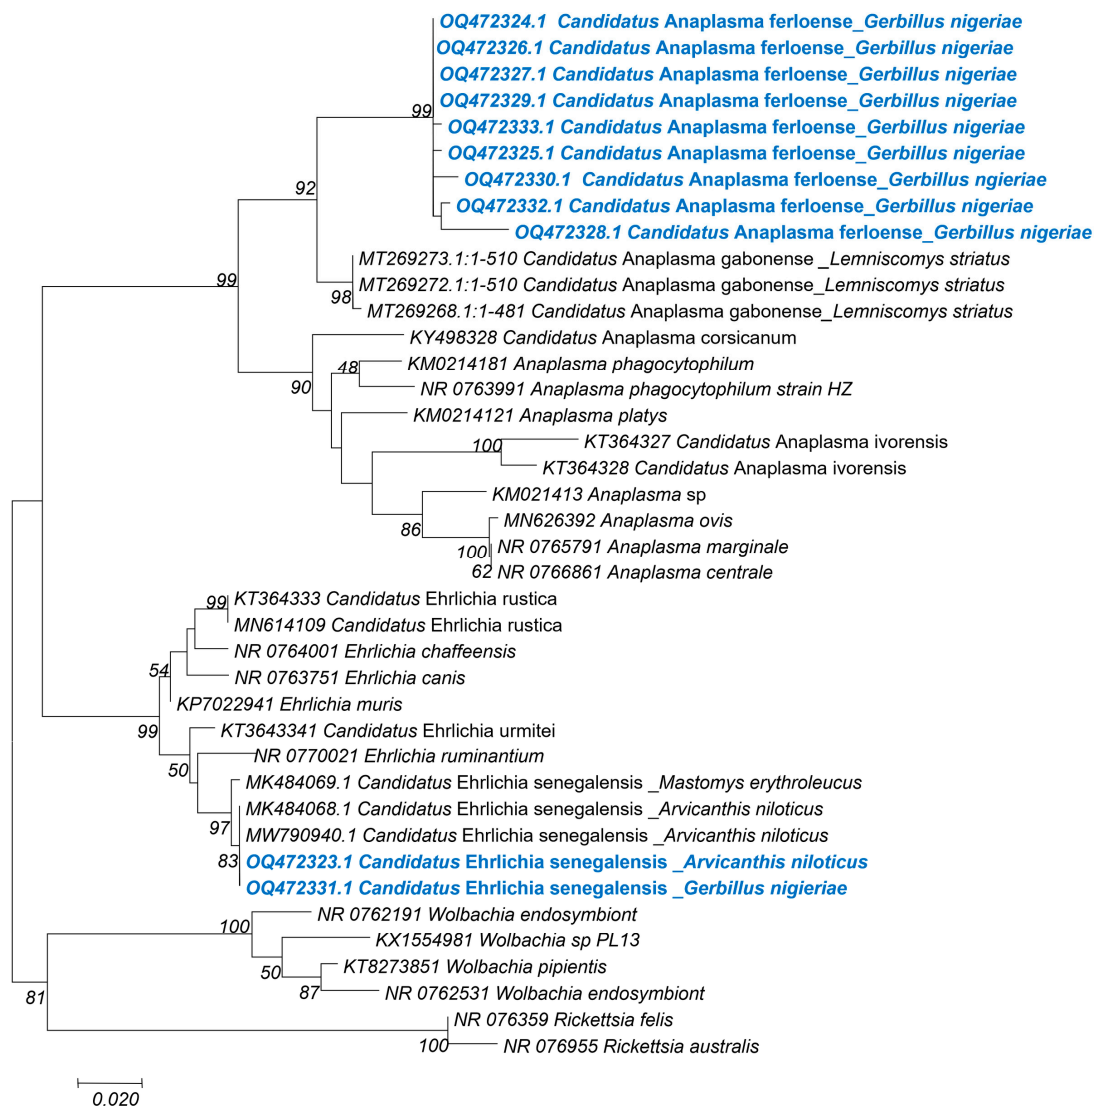 OQ472324.1 Candidatus Anaplasma ferloense_Gerbillus nigeriae
OQ472326.1 Candidatus Anaplasma ferloense_Gerbillus nigeriae
OQ472327.1 Candidatus Anaplasma ferloense_Gerbillus nigeriae
OQ472329.1 Candidatus Anaplasma ferloense_Gerbillus nigeriae
99
OQ472333.1 Candidatus Anaplasma ferloense_Gerbillus nigeriae
OQ472325.1 Candidatus Anaplasma ferloense_Gerbillus nigeriae
OQ472330.1 Candidatus Anaplasma ferloense_Gerbillus ngieriae
92
OQ472332.1 Candidatus Anaplasma ferloense_Gerbillus nigeriae
OQ472328.1 Candidatus Anaplasma ferloense_Gerbillus nigeriae
MT269273.1:1-510 Candidatus Anaplasma gabonense _Lemniscomys striatus
99
MT269272.1:1-510 Candidatus Anaplasma gabonense_Lemniscomys striatus
98
MT269268.1:1-481 Candidatus Anaplasma gabonense_Lemniscomys striatus
KY498328 Candidatus Anaplasma corsicanum
48
KM0214181 Anaplasma phagocytophilum
90
NR 0763991 Anaplasma phagocytophilum strain HZ
KM0214121 Anaplasma platys
100
KT364327 Candidatus Anaplasma ivorensis
KT364328 Candidatus Anaplasma ivorensis
KM021413 Anaplasma sp
86
MN626392 Anaplasma ovis
100
NR 0765791 Anaplasma marginale
62
NR 0766861 Anaplasma centrale
99
KT364333 Candidatus Ehrlichia rustica
MN614109 Candidatus Ehrlichia rustica
NR 0764001 Ehrlichia chaffeensis
54
NR 0763751 Ehrlichia canis
KP7022941 Ehrlichia muris
99
KT3643341 Candidatus Ehrlichia urmitei
50
NR 0770021 Ehrlichia ruminantium
MK484069.1 Candidatus Ehrlichia senegalensis _Mastomys erythroleucus
MK484068.1 Candidatus Ehrlichia senegalensis _Arvicanthis niloticus
97
MW790940.1 Candidatus Ehrlichia senegalensis _Arvicanthis niloticus
83
OQ472323.1 Candidatus Ehrlichia senegalensis _Arvicanthis niloticus
OQ472331.1 Candidatus Ehrlichia senegalensis _Gerbillus nigieriae
100
NR 0762191 Wolbachia endosymbiont
KX1554981 Wolbachia sp PL13
50
KT8273851 Wolbachia pipientis
87
NR 0762531 Wolbachia endosymbiont
81
NR 076359 Rickettsia felis
100
NR 076955 Rickettsia australis
0.020